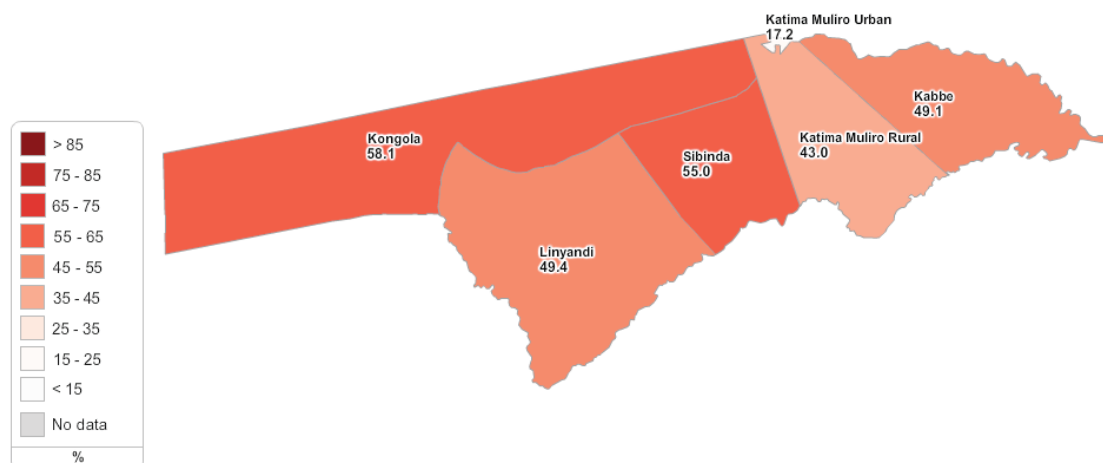 Katima Muliro Urban
17.2
Kabbe
49.1
Kongola
58.1
Katima Muliro Rural
43.0
Sibinda
55.0
Linyandi
49.4
> 85
75 - 85
65 - 75
55 - 65
45 - 55
35 - 45
25 - 35
15 - 25
< 15
No data
%